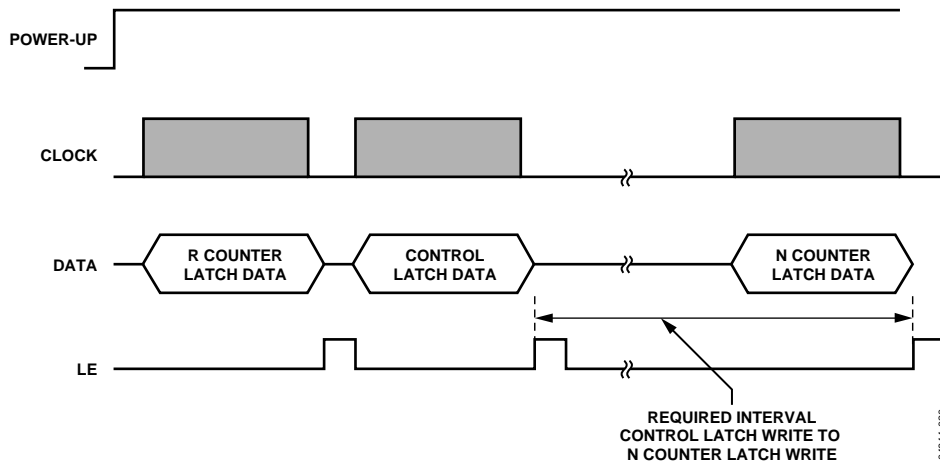 POWER-UP
CLOCK
DATA
R COUNTER
LATCH DATA
CONTROL
LATCH DATA
N COUNTER
LATCH DATA
LE
REQUIRED INTERVAL
CONTROL LATCH WRITE TO
N COUNTER LATCH WRITE